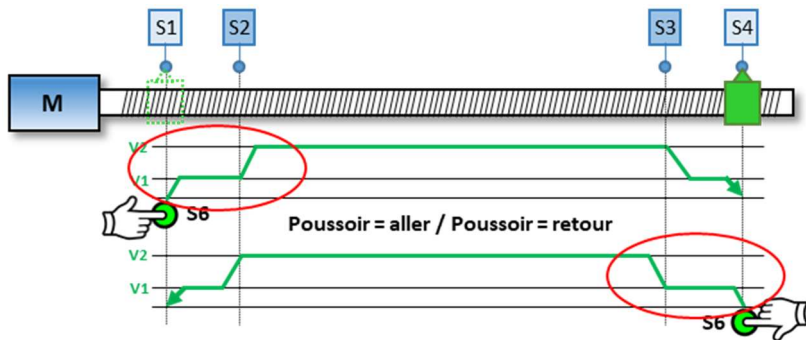 S1 S2 S3 S4
M
V2
V1
S6
Poussoir = aller / Poussoir = retour
V2
V1
S6